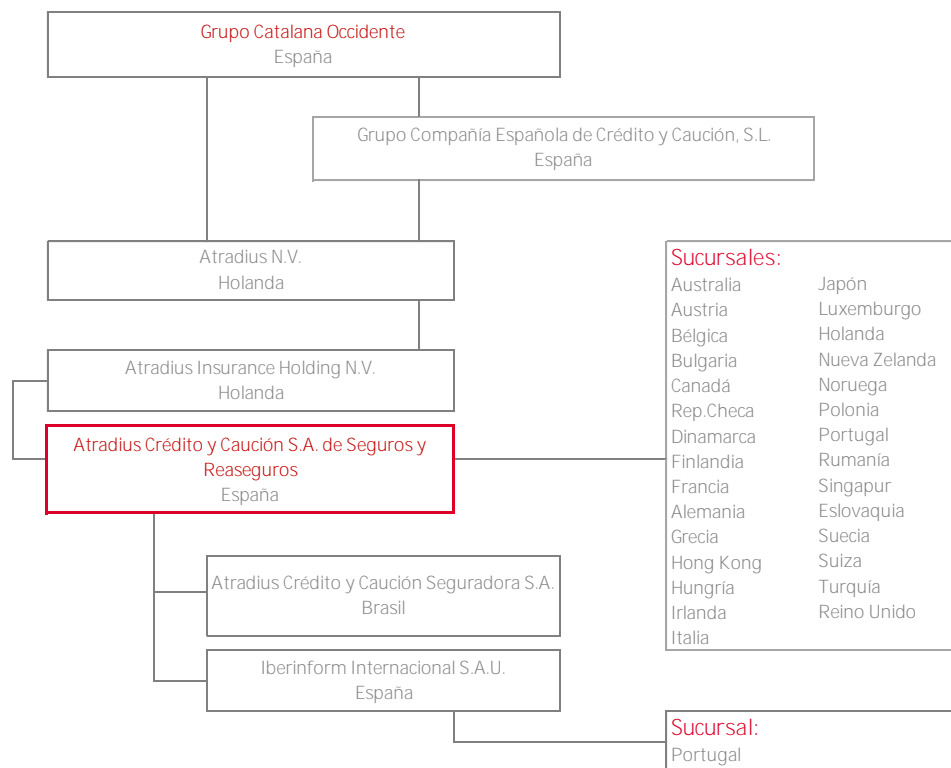 Grupo Catalana Occidente
España
Grupo Compañía Española de Crédito y Caución, S.L.
España
Atradius N.V.
Holanda
Atradius Insurance Holding N.V.
Holanda
Atradius Crédito y Caución S.A. de Seguros y
Reaseguros
España
Atradius Crédito y Caución Seguradora S.A.
Brasil
Iberinform Internacional S.A.U.
España
Sucursales:
Australia
Austria
Bélgica
Bulgaria
Canadá
Rep.Checa
Dinamarca
Finlandia
Francia
Alemania
Grecia
Hong Kong
Hungría
Irlanda
Italia
Japón
Luxemburgo
Holanda
Nueva Zelanda
Noruega
Polonia
Portugal
Rumanía
Singapur
Eslovaquia
Suecia
Suiza
Turquía
Reino Unido
Sucursal:
Portugal